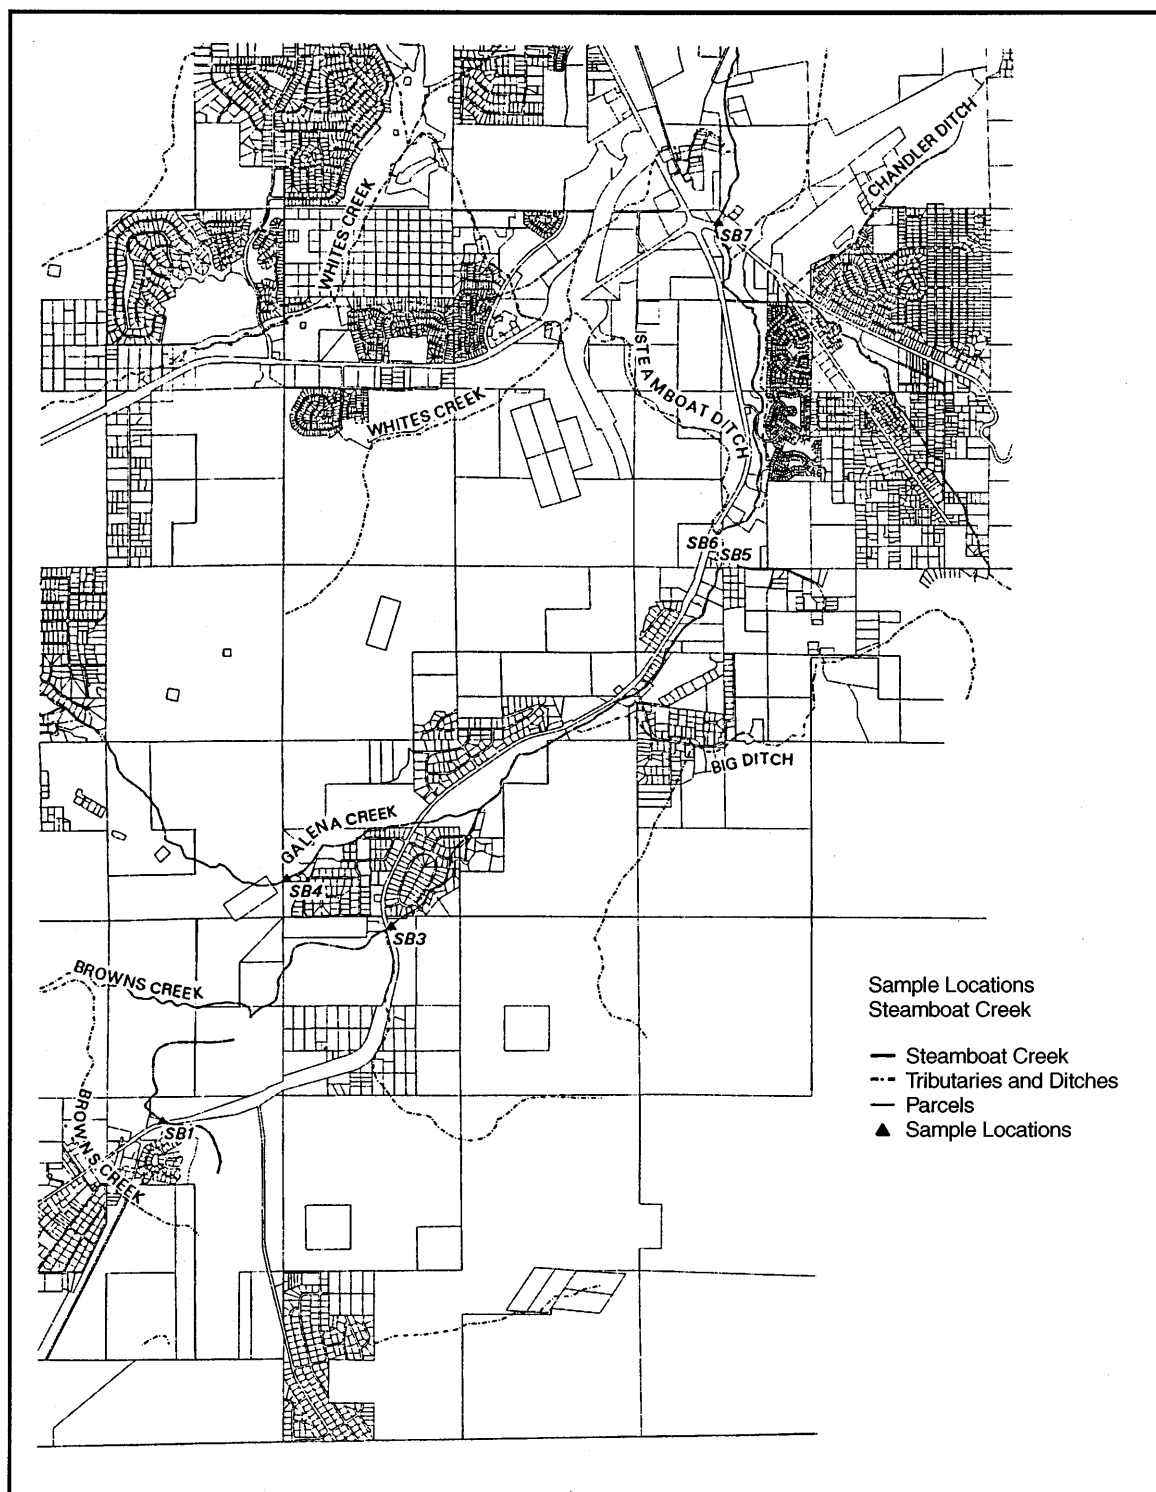 CHANDLER DITCH
WHITES CREEK
SB7
STEAMBOAT DITCH
WHITES CREEK
SB6
SB5
BIG DITCH
GALENA CREEK
SB4
SB3
BROWNS CREEK
Sample Locations
Steamboat Creek
Steamboat Creek
Tributaries and Ditches
Parcels
Sample Locations
BROWNS CREEK
SB1